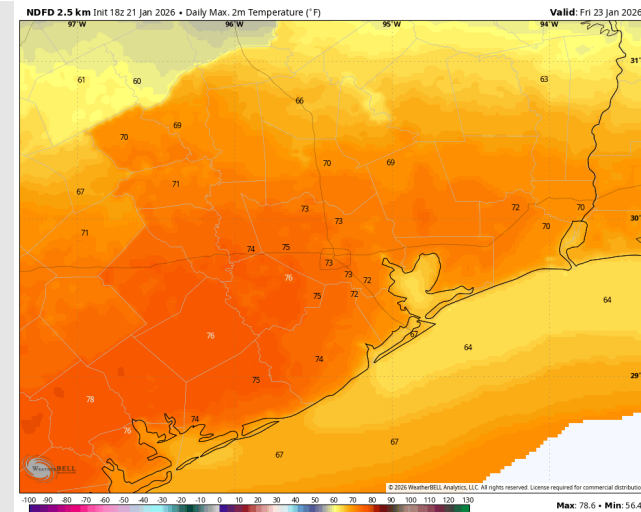 NDFD 2.5 km Init 18z 21 Jan 2026 • Daily Max. 2m Temperature (°F) Valid: Fri 23 Jan 2026
97°W 96°W 95°W 94°W
31°
61 60 63
66
69
70
70 69
71
67
73 72 70
73 70 30°
71
74 75
73
76 73 72
75 72
64
76 67
64
74
29°
75
78
74
76
67
67
WEATHERBELL
© 2026 WeatherBELL Analytics, LLC. All rights reserved. License required for commercial distributio
-100 -90 -80 -70 -60 -50 -40 -30 -20 -10 0 10 20 30 40 50 60 70 80 90 100 110 120 130
Max: 78.6 • Min: 56.4